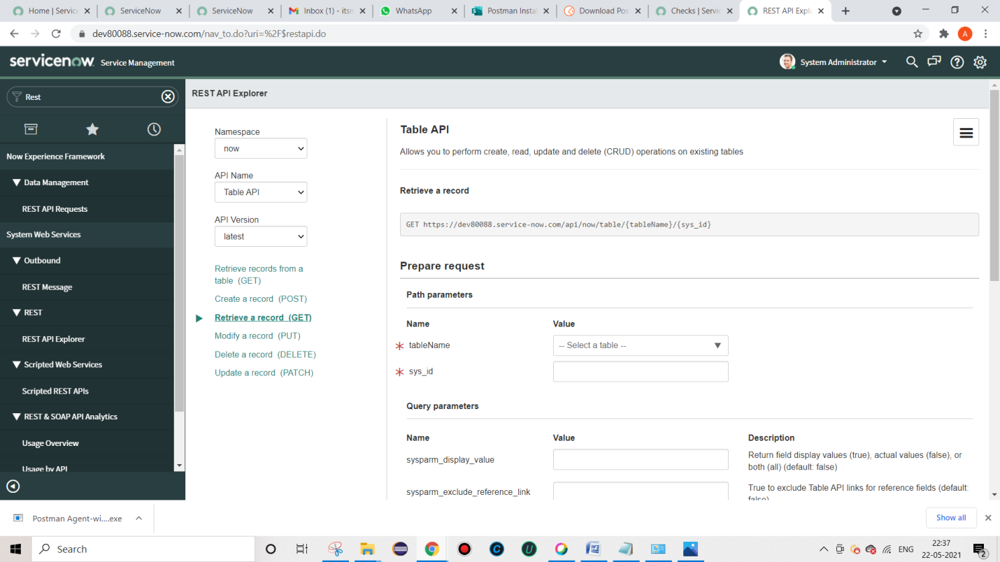 Home | Servic
ServiceNow
ServiceNow
Inbox (1) - itsn
WhatsApp
Postman Instal
Download Pos
Checks | Servic
REST API Explo
dev80088.service-now.com/nav_to.do?uri=%2F$restapi.do
A
servicenow Service Management
System Administrator
Rest
REST API Explorer
Now Experience Framework
Data Management
REST API Requests
System Web Services
Outbound
REST Message
REST
REST API Explorer
Scripted Web Services
Scripted REST APIs
REST & SOAP API Analytics
Usage Overview
Usage by API
Namespace
now
API Name
Table API
API Version
latest
Retrieve records from a
table (GET)
Create a record (POST)
Retrieve a record (GET)
Modify a record (PUT)
Delete a record (DELETE)
Update a record (PATCH)
Table API
Allows you to perform create, read, update and delete (CRUD) operations on existing tables
Retrieve a record
GET https://dev80088.service-now.com/api/now/table/{tableName}/{sys_id}
Prepare request
Path parameters
Name Value
tableName -- Select a table --
sys_id
Query parameters
Name Value Description
sysparm_display_value
Return field display values (true), actual values (false), or
both (all) (default: false)
sysparm_exclude_reference_link
True to exclude Table API links for reference fields (default:
false)
Postman Agent-wi....exe
Show all
Search
ENG
22:37
22-05-2021
2